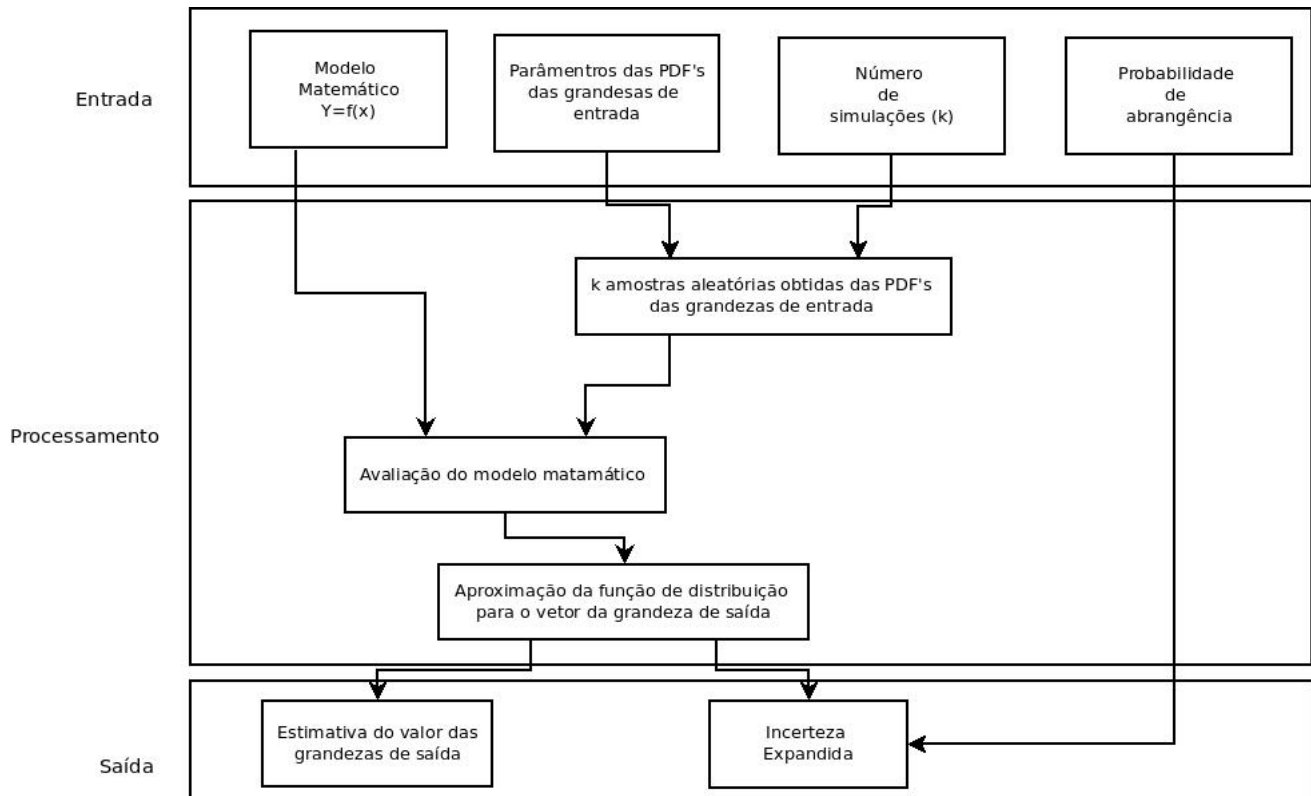 Entrada
Modelo
Matemático
Y=f(x)
Parâmentros das PDF's
das grandesas de
entrada
Número
de
simulações (k)
Probabilidade
de
abrangência
Processamento
k amostras aleatórias obtidas das PDF's
das grandezas de entrada
Avaliação do modelo matamático
Aproximação da função de distribuição
para o vetor da grandeza de saída
Saída
Estimativa do valor das
grandezas de saída
Incerteza
Expandida